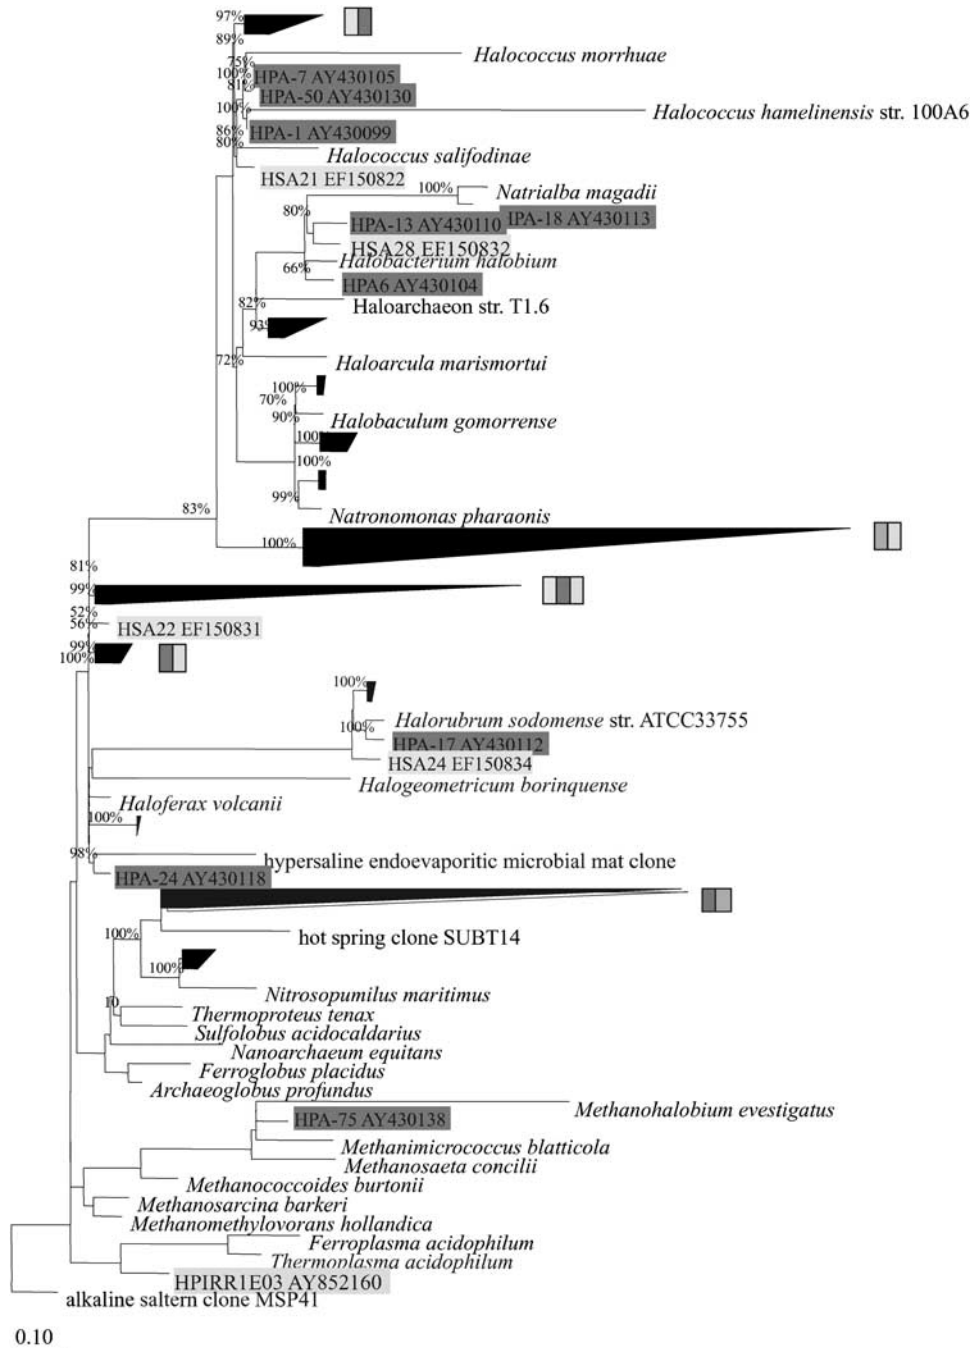 97%
89%
Halococcus morrhuae
75%
100%
HPA-7 AY430105
81%
HPA-50 AY430130
100%
Halococcus hamelinensis str. 100A6
86%
HPA-1 AY430099
80%
Halococcus salifodinae
HSA21 EF150822
100%
Natrialba magadii
80%
HPA-13 AY430110
IPA-18 AY430113
HSA28 EF150832
Halobacterium halobium
66%
HPA6 AY430104
82%
Haloarchaeon str. T1.6
93%
72%
Haloarcula marismortui
100%
70%
90%
Halobaculum gomorrense
100%
100%
99%
Natronomonas pharaonis
83%
100%
81%
99%
52%
56%
HSA22 EF150831
99%
100%
100%
Halorubrum sodomense str. ATCC33755
100%
HPA-17 AY430112
HSA24 EF150834
Halogeometricum borinquense
Haloferax volcanii
100%
98%
hypersaline endoevaporitic microbial mat clone
HPA-24 AY430118
100%
hot spring clone SUBT14
100%
Nitrosopumilus maritimus
10
Thermoproteus tenax
Sulfolobus acidocaldarius
Nanoarchaeum equitans
Ferroglobus placidus
Archaeoglobus profundus
Methanohalobium evestigatus
HPA-75 AY430138
Methanimicrococcus blatticola
Methanosaeta concilii
Methanococcoides burtonii
Methanosarcina barkeri
Methanomethylovorans hollandica
Ferroplasma acidophilum
Thermoplasma acidophilum
HPIRR1E03 AY852160
alkaline saltern clone MSP41
0.10